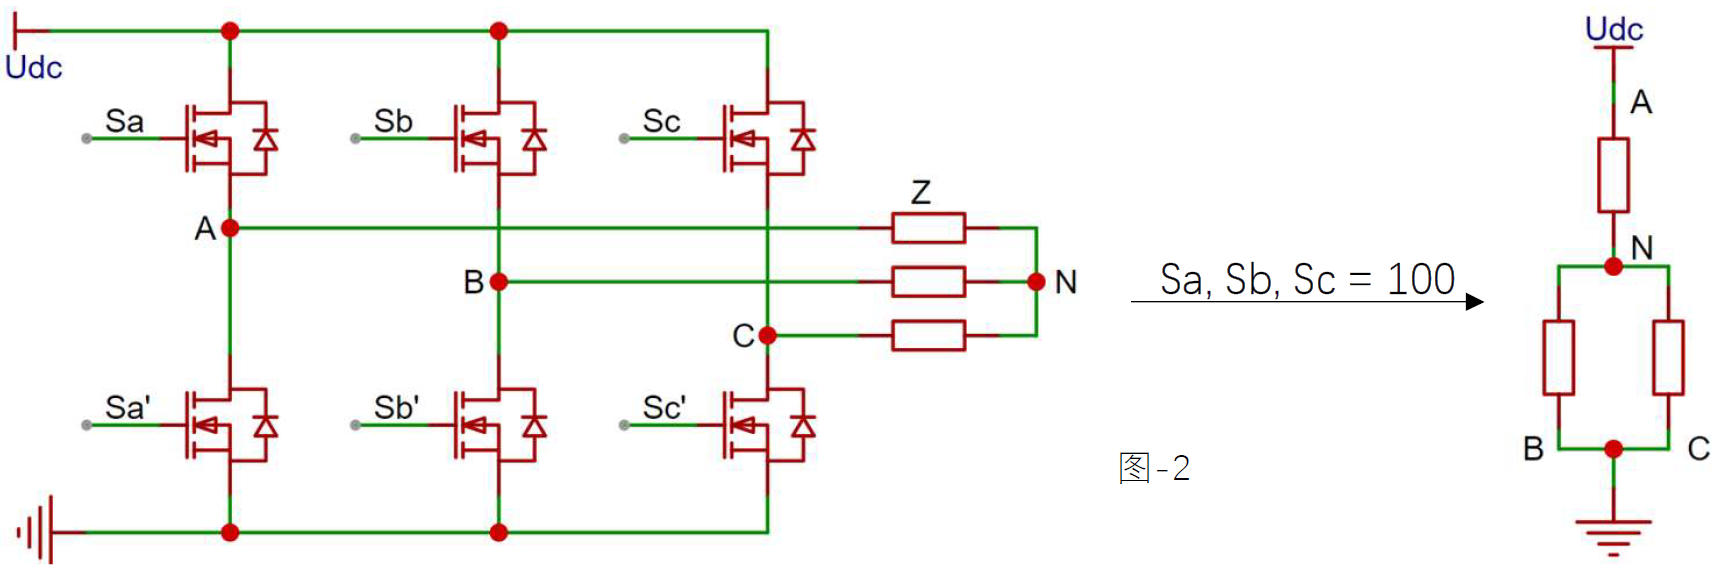 Udc
Sa
Sb
Sc
Z
A
B
N
C
Sa'
Sb'
Sc'
Sa, Sb, Sc = 100
图-2
Udc
A
N
B
C